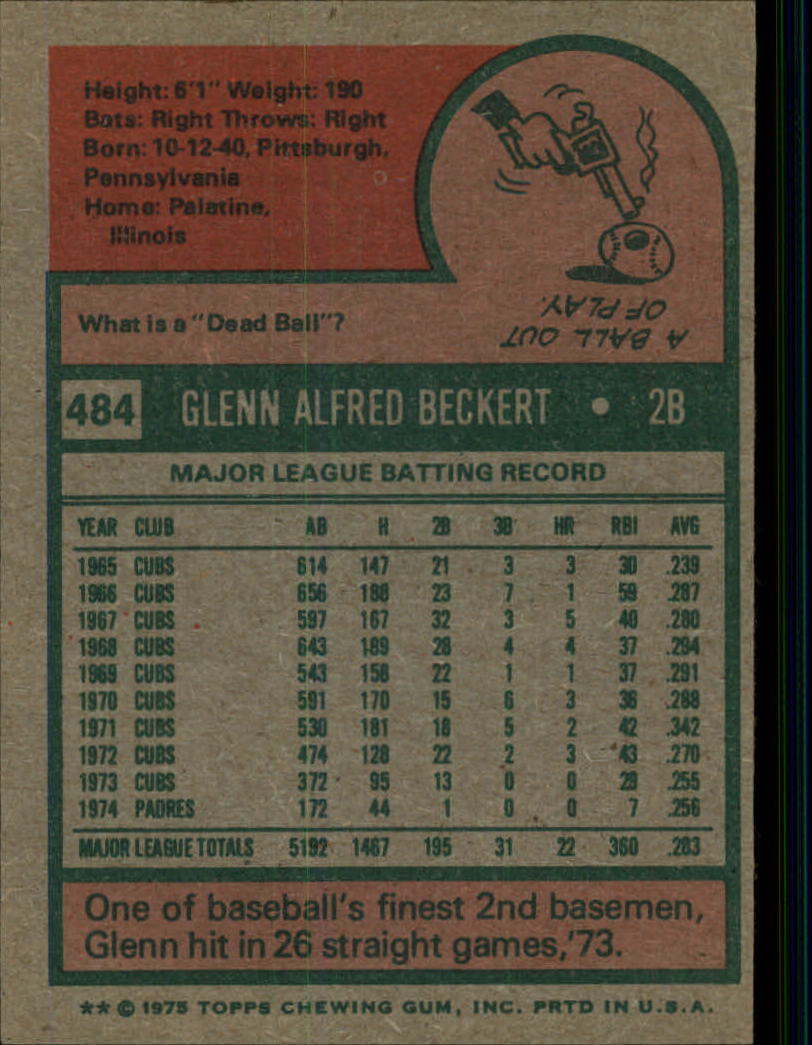 Height: 6'1" Weight: 190
Bats: Right Throws: Right
Born: 10-12-40, Pittsburgh,
Pennsylvania
Home: Palatine,
Illinois
What is a "Dead Ball"?
A BALL OUT
OF PLAY.
484 GLENN ALFRED BECKERT • 2B
MAJOR LEAGUE BATTING RECORD
YEAR CLUB AB H 2B 3B HR RBI AVG
1965 CUBS 614 147 21 3 3 30 .239
1966 CUBS 656 188 23 7 1 59 .287
1967 CUBS 597 167 32 3 5 40 .280
1968 CUBS 643 189 28 4 4 37 .294
1969 CUBS 543 158 22 1 1 37 .291
1970 CUBS 591 170 15 6 3 36 .288
1971 CUBS 530 181 18 5 2 42 .342
1972 CUBS 474 128 22 2 3 43 .270
1973 CUBS 372 95 13 0 0 29 .255
1974 PADRES 172 44 1 0 0 7 .256
MAJOR LEAGUE TOTALS 5192 1467 195 31 22 360 .283
One of baseball's finest 2nd basemen,
Glenn hit in 26 straight games,'73.
** © 1975 TOPPS CHEWING GUM, INC. PRTD IN U.S.A.